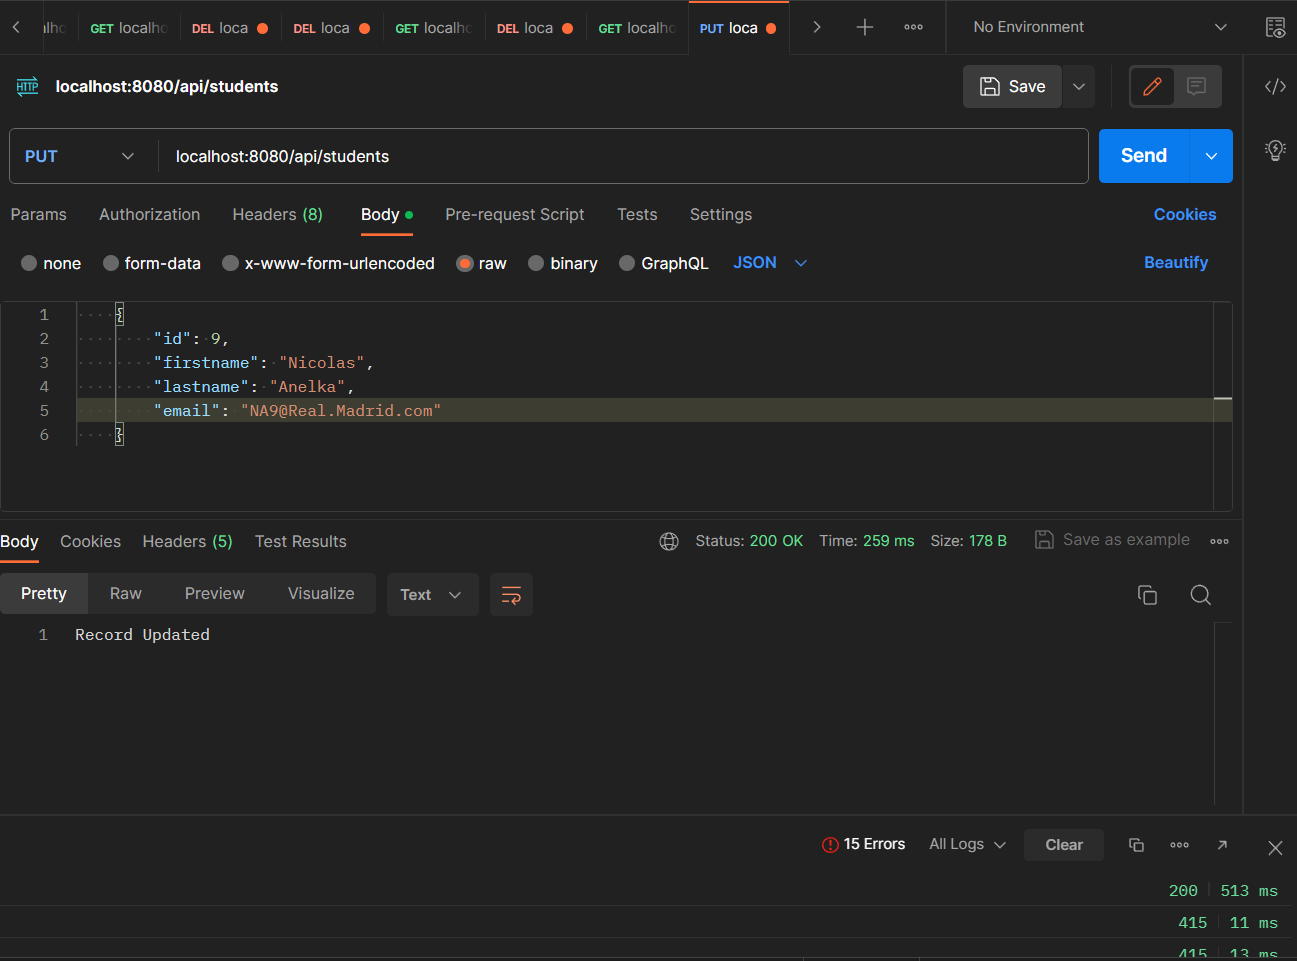 GET localho DEL loca DEL loca GET localho DEL loca GET localho PUT loca No Environment
HTTP localhost:8080/api/students Save
PUT localhost:8080/api/students Send
Params Authorization Headers (8) Body Pre-request Script Tests Settings Cookies
none form-data x-www-form-urlencoded raw binary GraphQL JSON Beautify
1 {
2 "id": 9,
3 "firstname": "Nicolas",
4 "lastname": "Anelka",
5 "email": "NA9@Real.Madrid.com"
6 }
Body Cookies Headers (5) Test Results Status: 200 OK Time: 259 ms Size: 178 B Save as example
Pretty Raw Preview Visualize Text
1 Record Updated
15 Errors All Logs Clear
200 513 ms
415 11 ms
415 13 ms